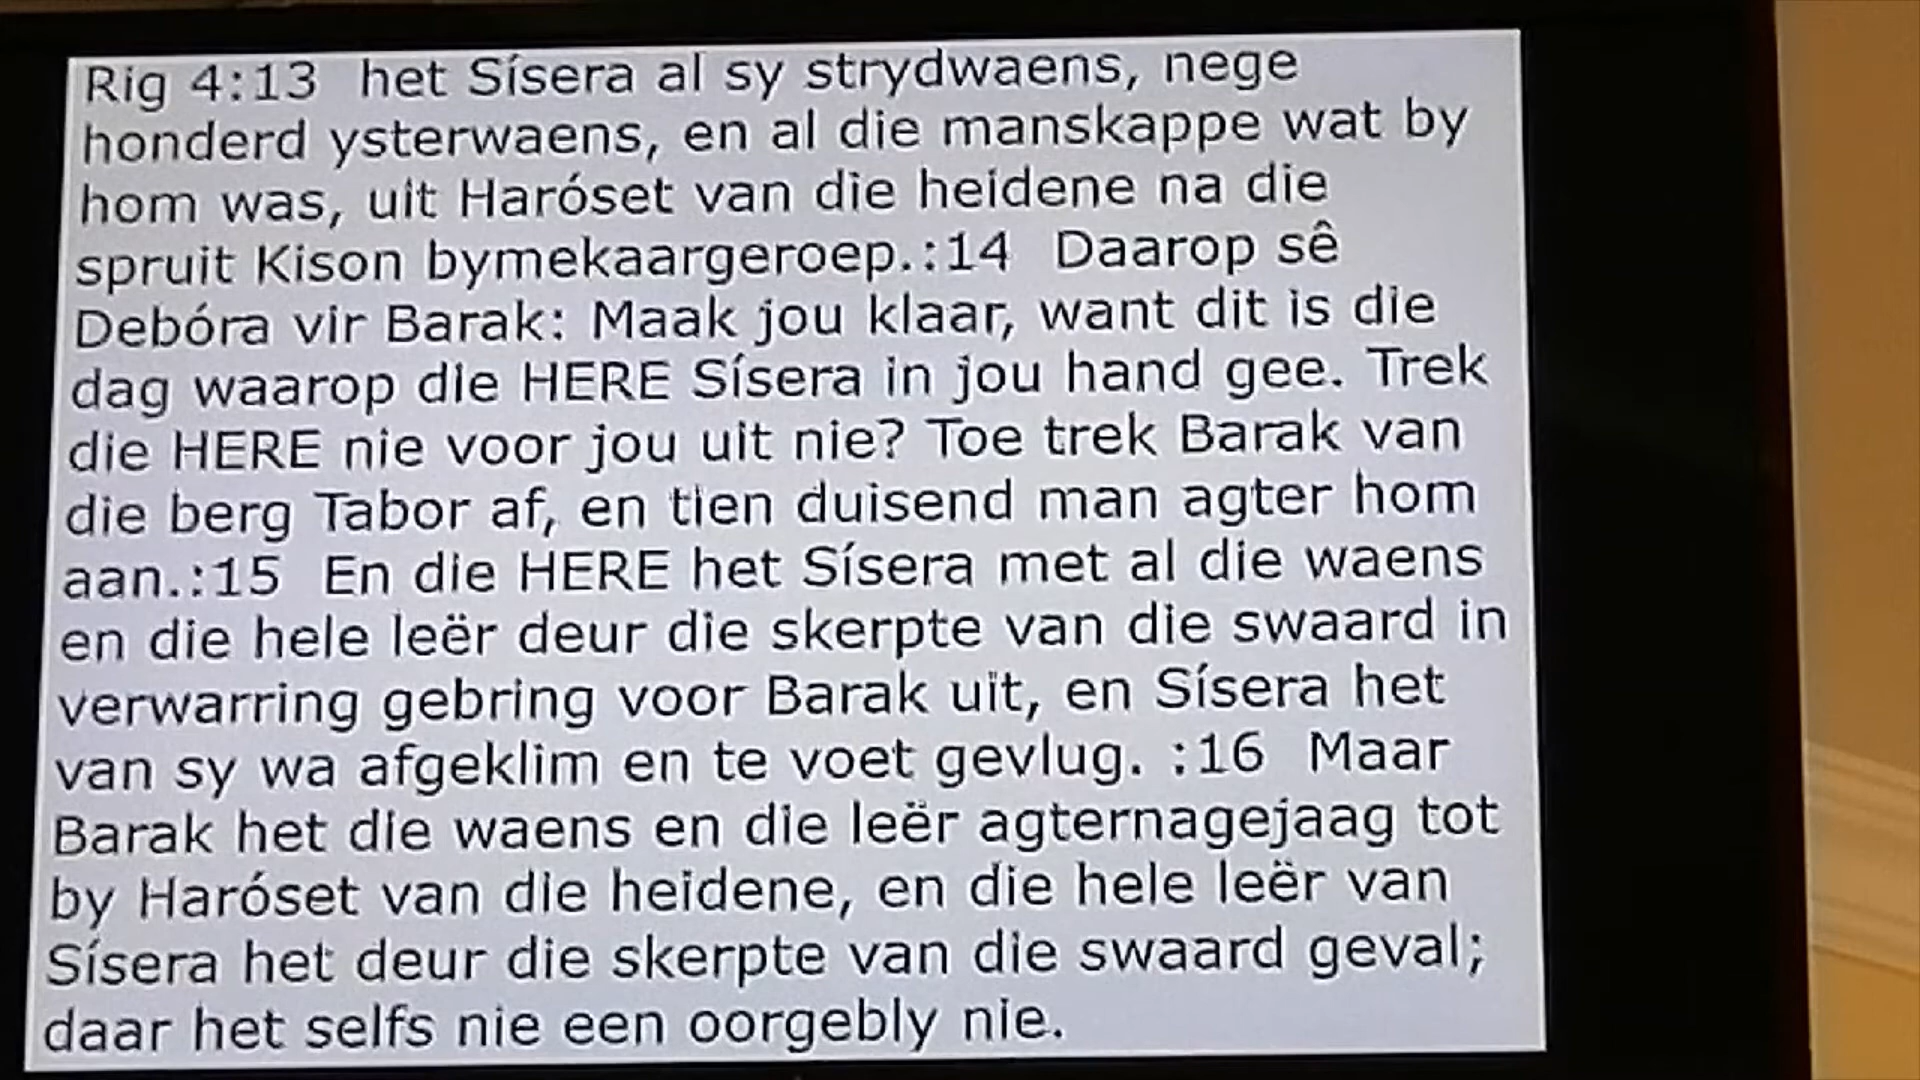 Rig 4:13 het Sísera al sy strydwaens, nege
honderd ysterwaens, en al die manskappe wat by
hom was, uit Haróset van die heidene na die
spruit Kison bymekaargeroep.:14 Daarop sê
Debóra vir Barak: Maak jou klaar, want dit is die
dag waarop die HERE Sísera in jou hand gee. Trek
die HERE nie voor jou uit nie? Toe trek Barak van
die berg Tabor af, en tien duisend man agter hom
aan.:15 En die HERE het Sísera met al die waens
en die hele leër deur die skerpte van die swaard in
verwarring gebring voor Barak uit, en Sísera het
van sy wa afgeklim en te voet gevlug. :16 Maar
Barak het die waens en die leër agternagejaag tot
by Haróset van die heidene, en die hele leër van
Sísera het deur die skerpte van die swaard geval;
daar het selfs nie een oorgebly nie.